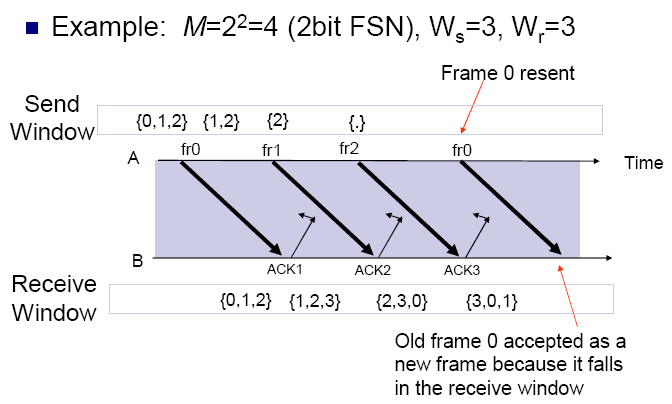 Example: M=2²=4 (2bit FSN), Wₛ=3, Wᵣ=3
Frame 0 resent
Send
Window
{0,1,2} {1,2} {2} {.}
A fr0 fr1 fr2 fr0 Time
B
ACK1 ACK2 ACK3
Receive
Window
{0,1,2} {1,2,3} {2,3,0} {3,0,1}
Old frame 0 accepted as a
new frame because it falls
in the receive window